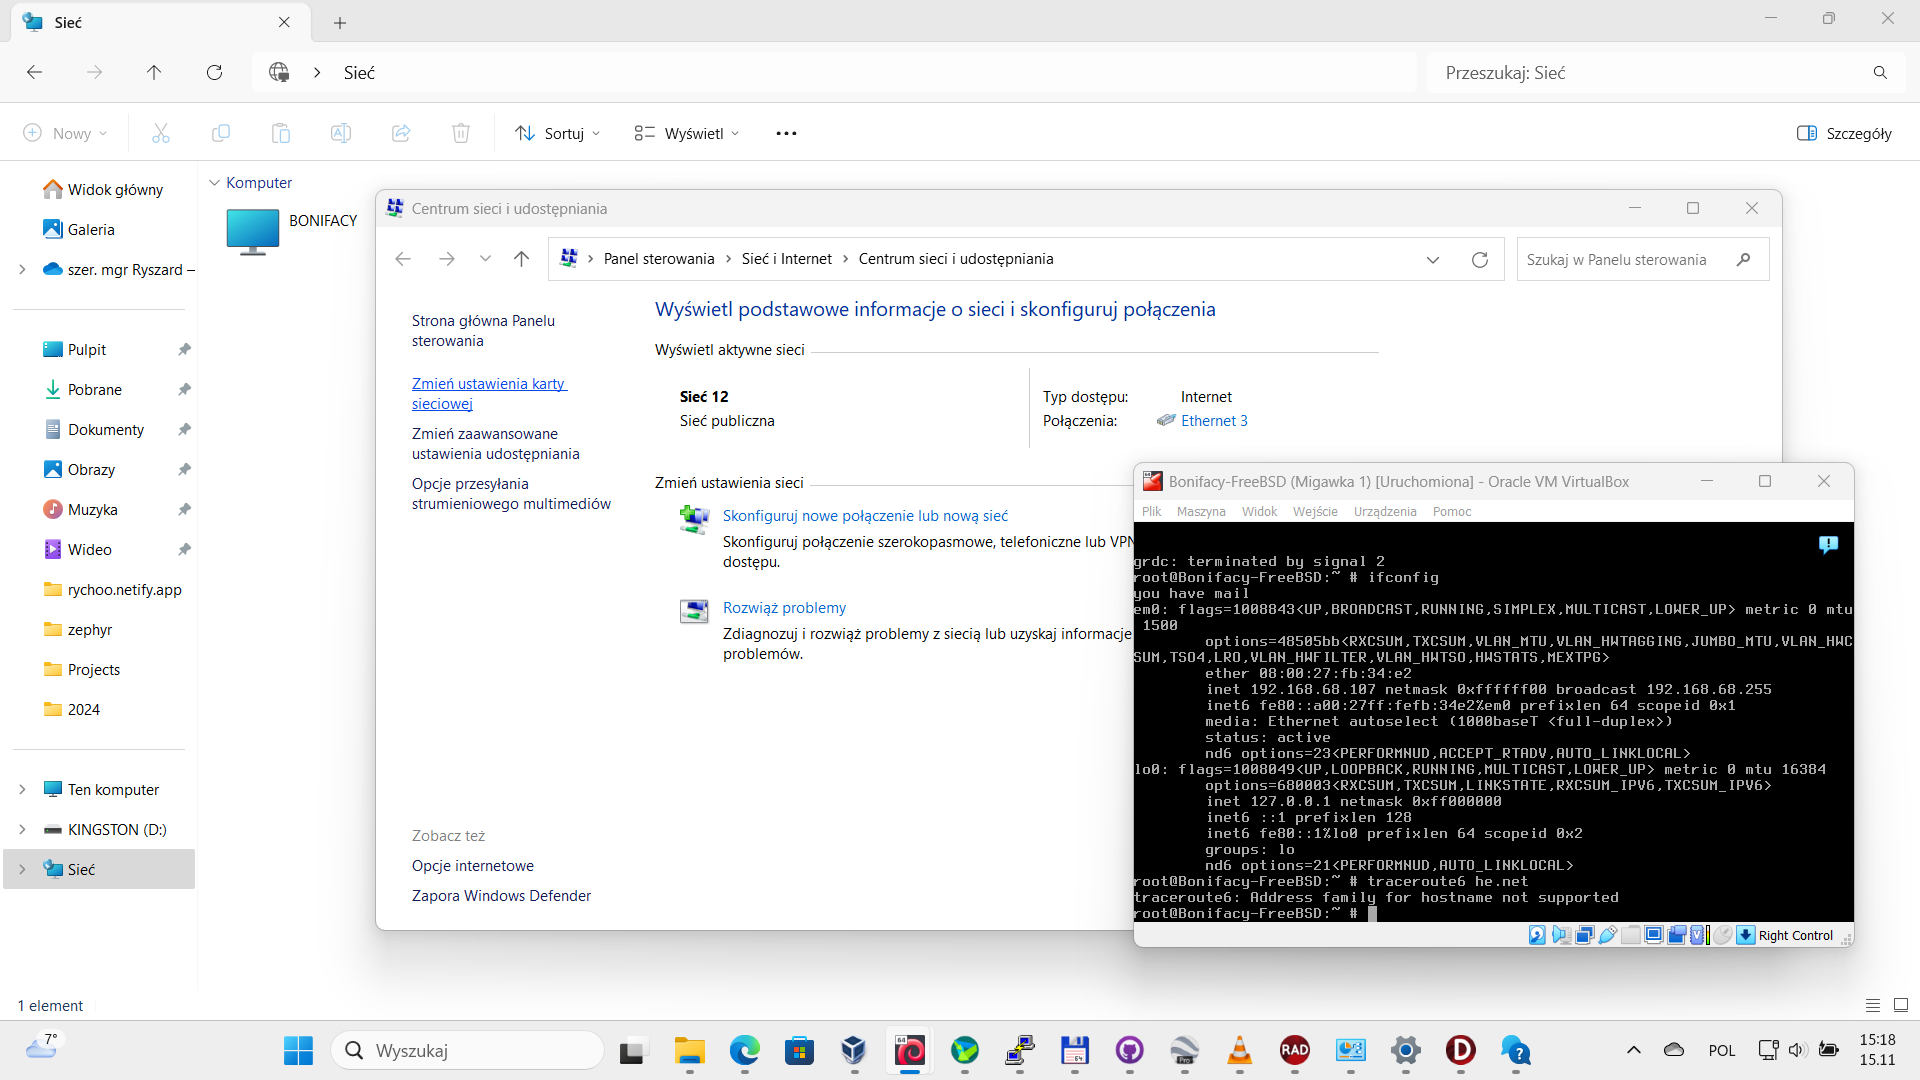 Sieć
Sieć
Przeszukaj: Sieć
Nowy
Sortuj
Wyświetl
Szczegóły
Widok główny
Galeria
szer. mgr Ryszard –
Pulpit
Pobrane
Dokumenty
Obrazy
Muzyka
Wideo
rychoo.netify.app
zephyr
Projects
2024
Ten komputer
KINGSTON (D:)
Sieć
1 element
Komputer
BONIFACY
Centrum sieci i udostępniania
Panel sterowania > Sieć i Internet > Centrum sieci i udostępniania
Szukaj w Panelu sterowania
Strona główna Panelu
sterowania
Zmień ustawienia karty
sieciowej
Zmień zaawansowane
ustawienia udostępniania
Opcje przesyłania
strumieniowego multimediów
Zobacz też
Opcje internetowe
Zapora Windows Defender
Wyświetl podstawowe informacje o sieci i skonfiguruj połączenia
Wyświetl aktywne sieci
Sieć 12
Sieć publiczna
Typ dostępu: Internet
Połączenia: Ethernet 3
Zmień ustawienia sieci
Skonfiguruj nowe połączenie lub nową sieć
Skonfiguruj połączenie szerokopasmowe, telefoniczne lub VPN
dostępu.
Rozwiąż problemy
Zdiagnozuj i rozwiąż problemy z siecią lub uzyskaj informacje
problemów.
Bonifacy-FreeBSD (Migawka 1) [Uruchomiona] - Oracle VM VirtualBox
Plik Maszyna Widok Wejście Urządzenia Pomoc
grdc: terminated by signal 2
root@Bonifacy-FreeBSD:~ # ifconfig
you have mail
em0: flags=1008843<UP,BROADCAST,RUNNING,SIMPLEX,MULTICAST,LOWER_UP> metric 0 mtu
1500
options=48505bb<RXCSUM,TXCSUM,VLAN_MTU,VLAN_HWTAGGING,JUMBO_MTU,VLAN_HWC
SUM,TSO4,LRO,VLAN_HWFILTER,VLAN_HWTSO,HWSTATS,MEXTPG>
ether 08:00:27:fb:34:e2
inet 192.168.68.107 netmask 0xffffff00 broadcast 192.168.68.255
inet6 fe80::a00:27ff:fefb:34e2%em0 prefixlen 64 scopeid 0x1
media: Ethernet autoselect (1000baseT <full-duplex>)
status: active
nd6 options=23<PERFORMNUD,ACCEPT_RTADV,AUTO_LINKLOCAL>
lo0: flags=1008049<UP,LOOPBACK,RUNNING,MULTICAST,LOWER_UP> metric 0 mtu 16384
options=680003<RXCSUM,TXCSUM,LINKSTATE,RXCSUM_IPV6,TXCSUM_IPV6>
inet 127.0.0.1 netmask 0xff000000
inet6 ::1 prefixlen 128
inet6 fe80::1%lo0 prefixlen 64 scopeid 0x2
groups: lo
nd6 options=21<PERFORMNUD,AUTO_LINKLOCAL>
root@Bonifacy-FreeBSD:~ # traceroute6 he.net
traceroute6: Address family for hostname not supported
root@Bonifacy-FreeBSD:~ #
Right Control
7°
Wyszukaj
Pro
RAD
POL
15:18
15.11